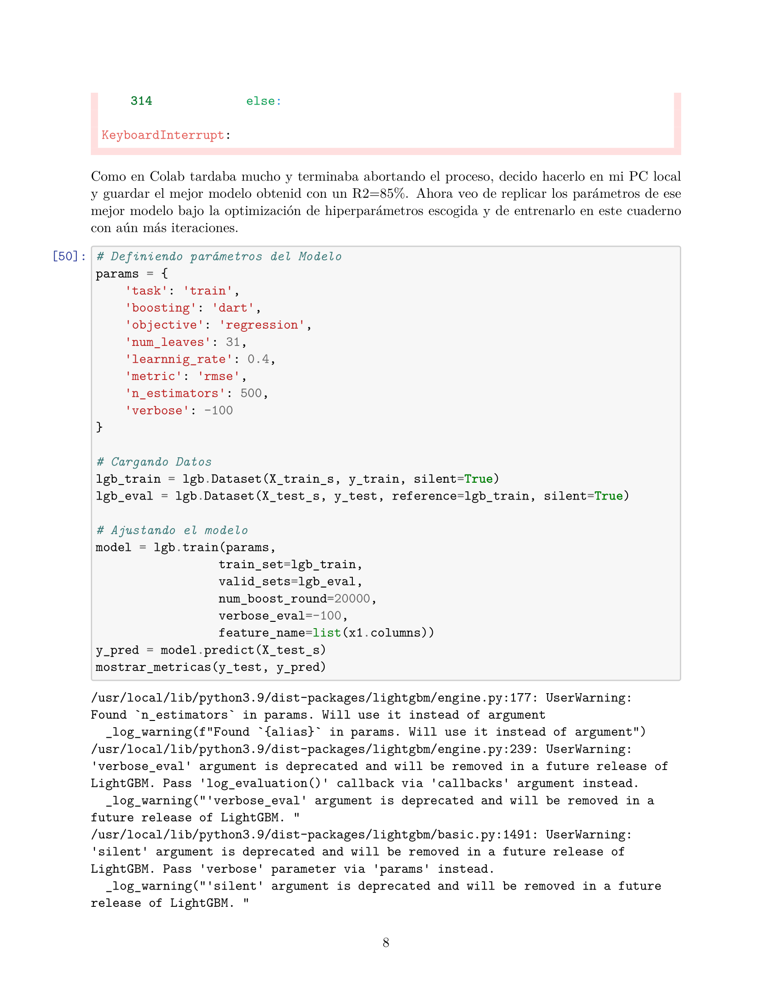 314             else:
KeyboardInterrupt:
Como en Colab tardaba mucho y terminaba abortando el proceso, decido hacerlo en mi PC local
y guardar el mejor modelo obtenid con un R2=85%. Ahora veo de replicar los parámetros de ese
mejor modelo bajo la optimización de hiperparámetros escogida y de entrenarlo en este cuaderno
con aún más iteraciones.
[50]: # Definiendo parámetros del Modelo
params = {
    'task': 'train',
    'boosting': 'dart',
    'objective': 'regression',
    'num_leaves': 31,
    'learnnig_rate': 0.4,
    'metric': 'rmse',
    'n_estimators': 500,
    'verbose': -100
}
# Cargando Datos
lgb_train = lgb.Dataset(X_train_s, y_train, silent=True)
lgb_eval = lgb.Dataset(X_test_s, y_test, reference=lgb_train, silent=True)
# Ajustando el modelo
model = lgb.train(params,
                 train_set=lgb_train,
                 valid_sets=lgb_eval,
                 num_boost_round=20000,
                 verbose_eval=-100,
                 feature_name=list(x1.columns))
y_pred = model.predict(X_test_s)
mostrar_metricas(y_test, y_pred)
/usr/local/lib/python3.9/dist-packages/lightgbm/engine.py:177: UserWarning:
Found `n_estimators` in params. Will use it instead of argument
  _log_warning(f"Found `{alias}` in params. Will use it instead of argument")
/usr/local/lib/python3.9/dist-packages/lightgbm/engine.py:239: UserWarning:
'verbose_eval' argument is deprecated and will be removed in a future release of
LightGBM. Pass 'log_evaluation()' callback via 'callbacks' argument instead.
  _log_warning("'verbose_eval' argument is deprecated and will be removed in a
future release of LightGBM. "
/usr/local/lib/python3.9/dist-packages/lightgbm/basic.py:1491: UserWarning:
'silent' argument is deprecated and will be removed in a future release of
LightGBM. Pass 'verbose' parameter via 'params' instead.
  _log_warning("'silent' argument is deprecated and will be removed in a future
release of LightGBM. "
8